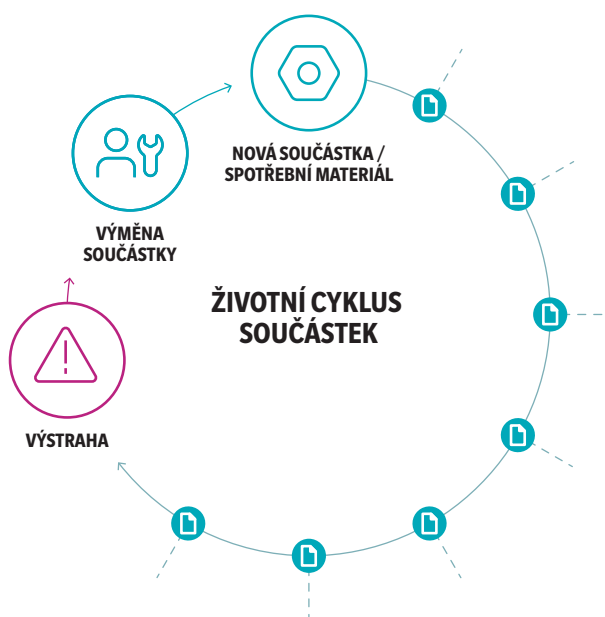 NOVÁ SOUČÁSTKA /
SPOTŘEBNÍ MATERIÁL
VÝMĚNA
SOUČÁSTKY
ŽIVOTNÍ CYKLUS
SOUČÁSTEK
VÝSTRAHA